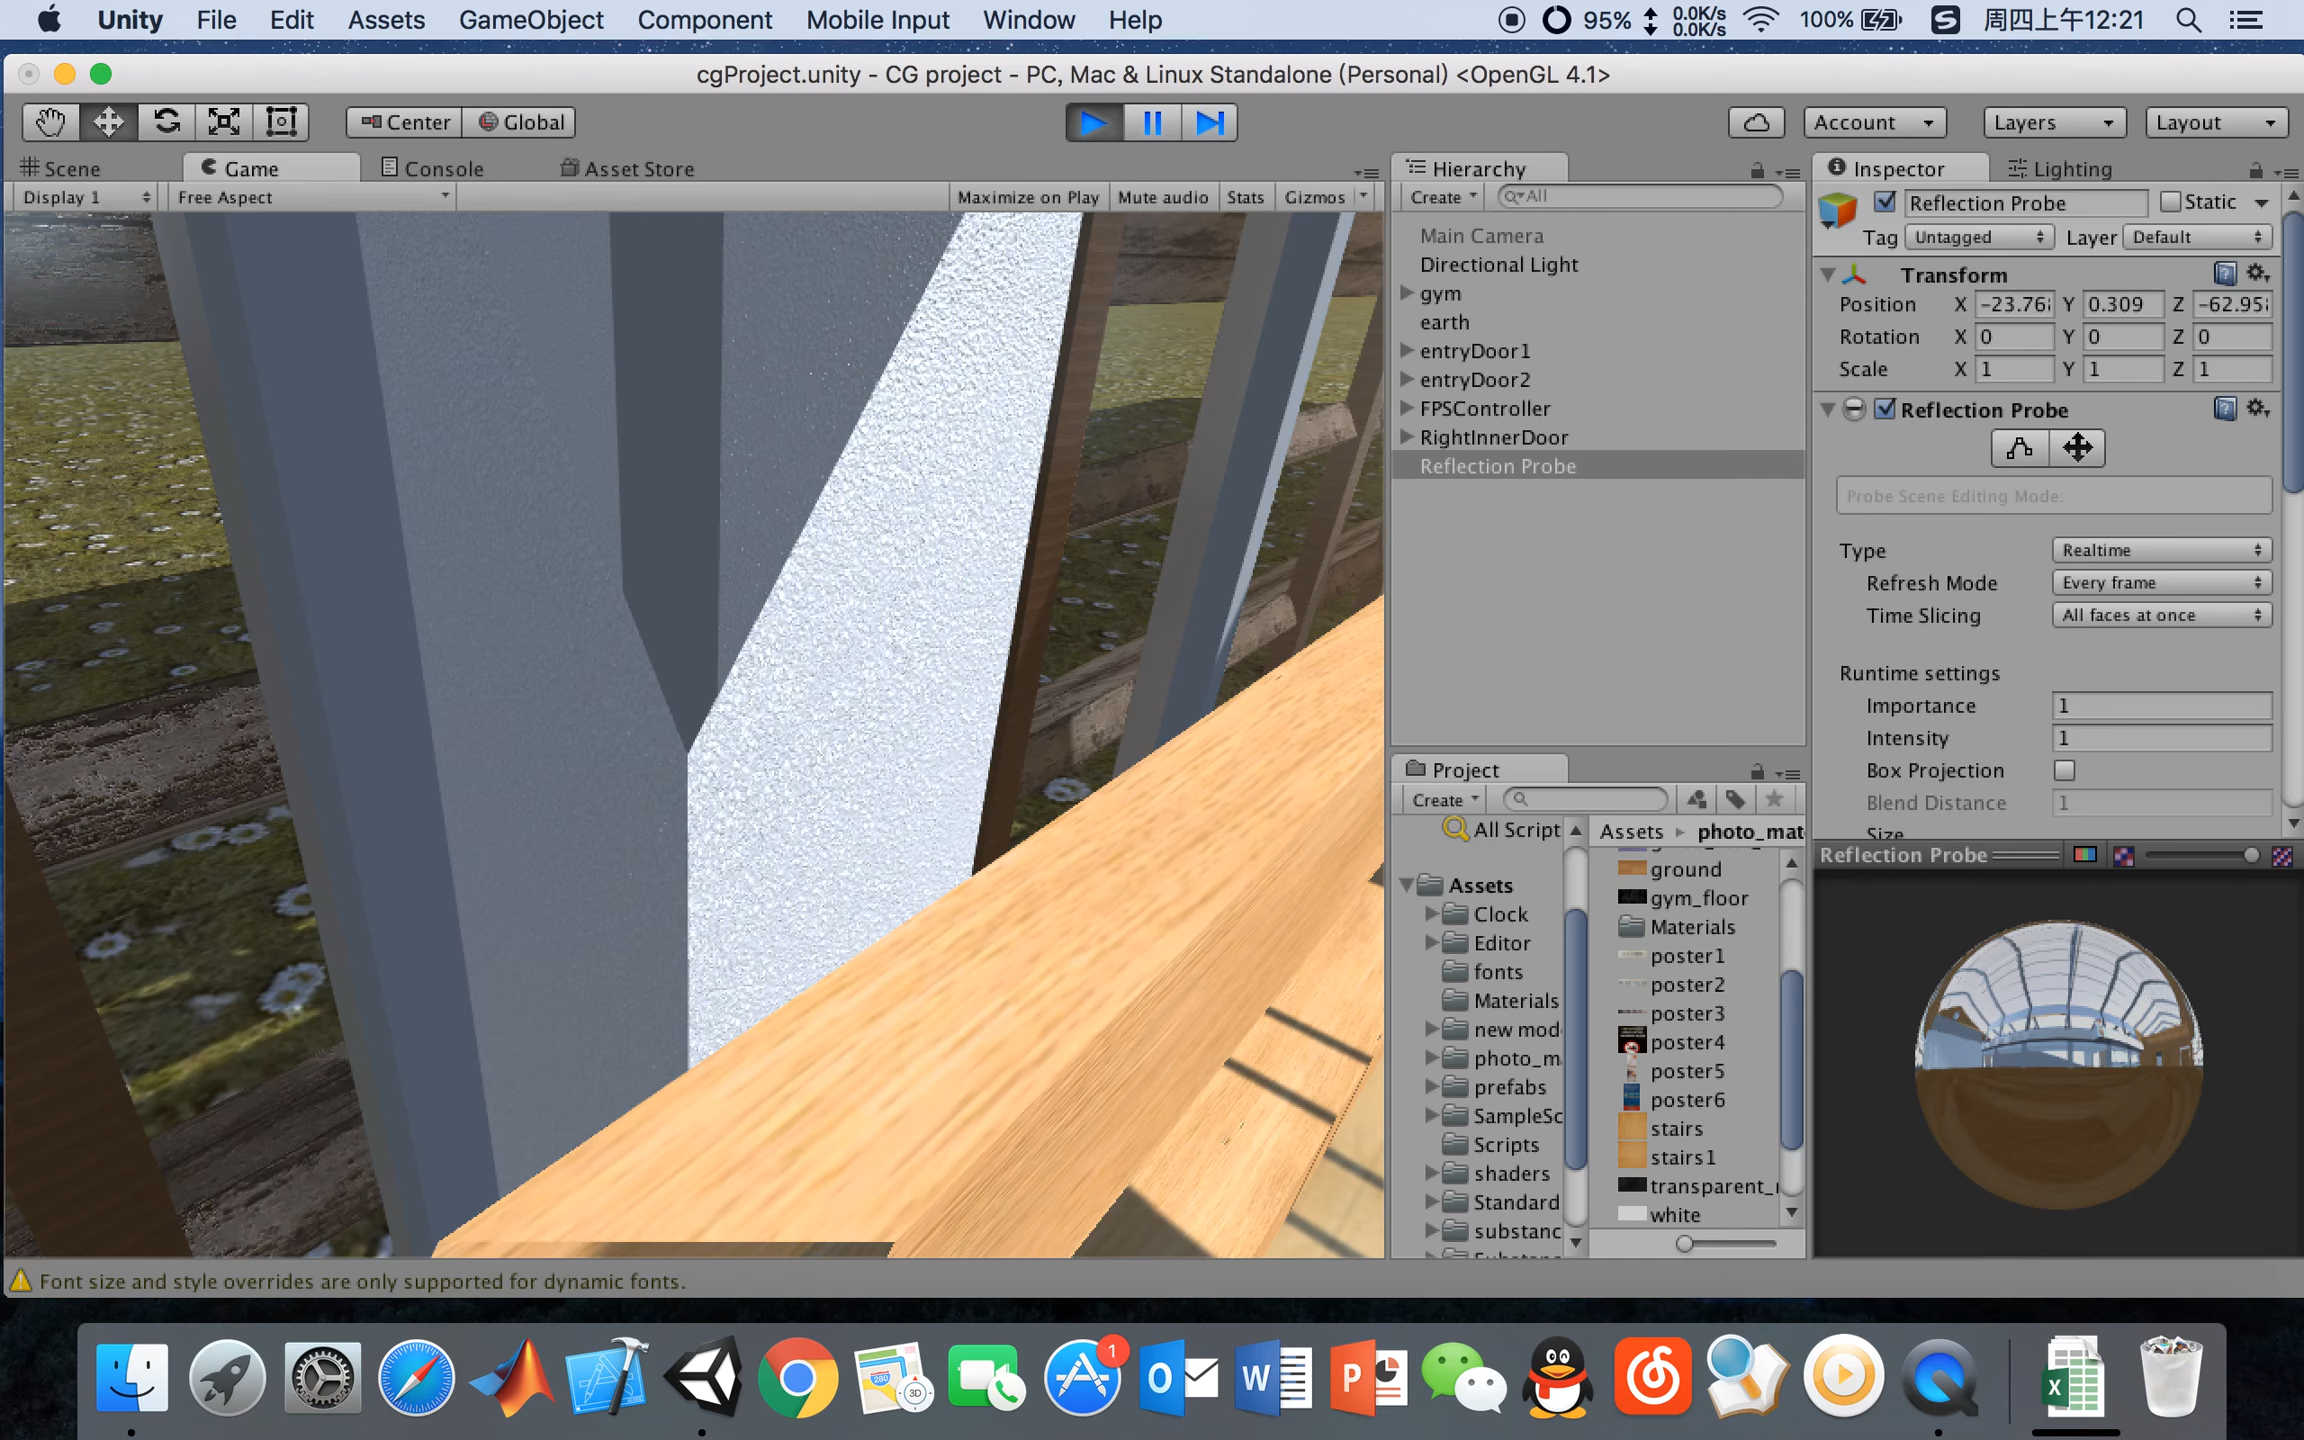 Unity File Edit Assets GameObject Component Mobile Input Window Help 95% 0.0K/s 0.0K/s 100% 周四上午12:21
cgProject.unity - CG project - PC, Mac & Linux Standalone (Personal) <OpenGL 4.1>
Center Global Account Layers Layout
Scene Game Console Asset Store
Display 1 Free Aspect Maximize on Play Mute audio Stats Gizmos
Hierarchy
Create All
Main Camera
Directional Light
gym
earth
entryDoor1
entryDoor2
FPSController
RightInnerDoor
Reflection Probe
Inspector Lighting
Reflection Probe Static
Tag Untagged Layer Default
Transform
Position X -23.76 Y 0.309 Z -62.95
Rotation X 0 Y 0 Z 0
Scale X 1 Y 1 Z 1
Reflection Probe
Probe Scene Editing Mode:
Type Realtime
Refresh Mode Every frame
Time Slicing All faces at once
Runtime settings
Importance 1
Intensity 1
Box Projection
Blend Distance 1
Size
Reflection Probe
Project
Create
All Script
Assets
Clock
Editor
fonts
Materials
new mod
photo_m
prefabs
SampleSc
Scripts
shaders
Standard
substanc
Assets photo_mat
ground
gym_floor
Materials
poster1
poster2
poster3
poster4
poster5
poster6
stairs
stairs1
transparent_
white
Font size and style overrides are only supported for dynamic fonts.
280
3D
1